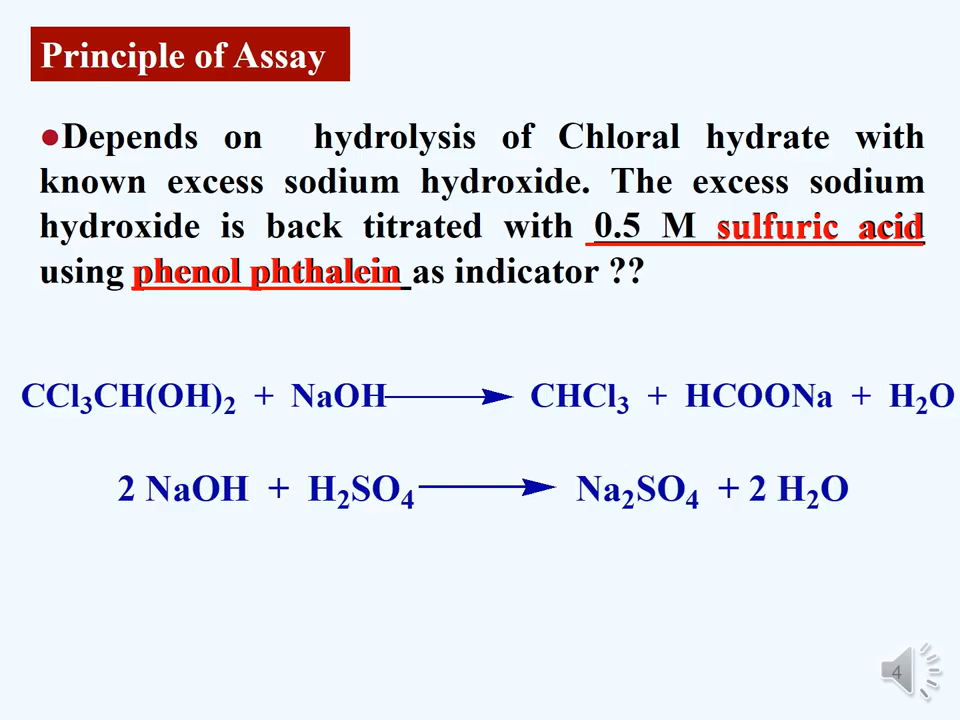 Principle of Assay
●Depends on hydrolysis of Chloral hydrate with
known excess sodium hydroxide. The excess sodium
hydroxide is back titrated with 0.5 M sulfuric acid
using phenol phthalein as indicator ??
CCl₃CH(OH)₂ + NaOH ⟶ CHCl₃ + HCOONa + H₂O
2 NaOH + H₂SO₄ ⟶ Na₂SO₄ + 2 H₂O
4